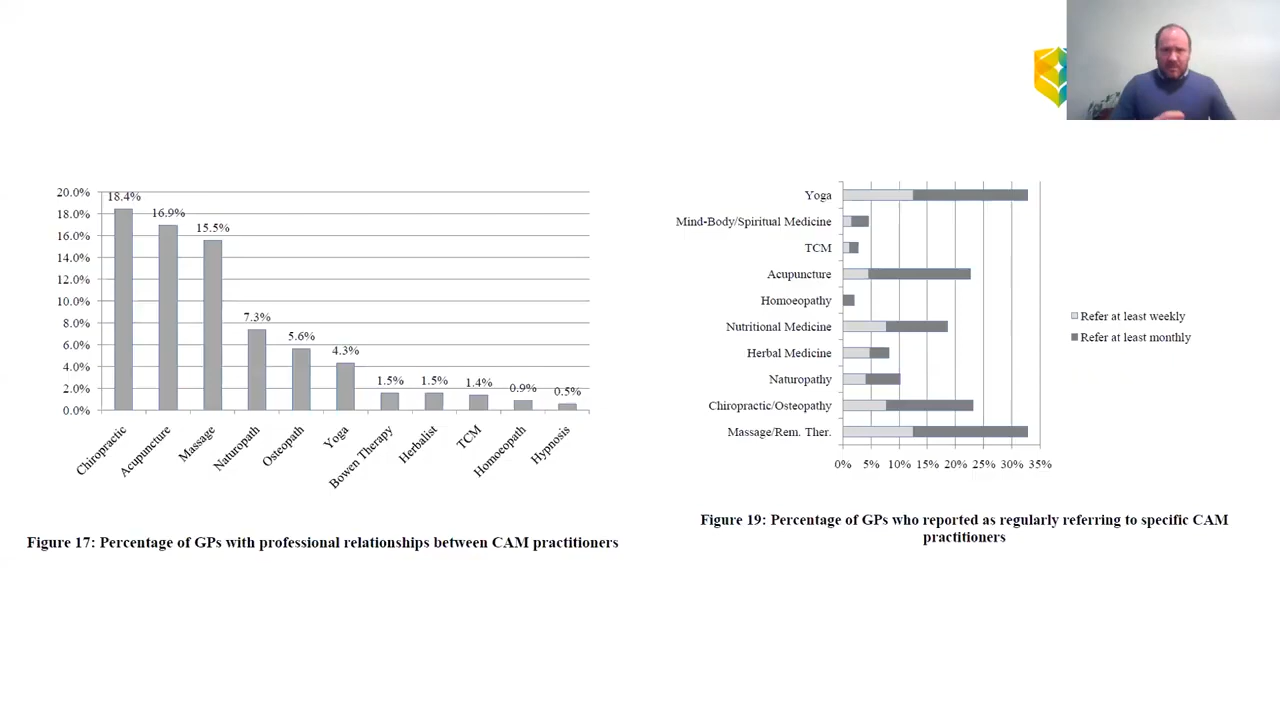 20.0%
18.0%
16.0%
14.0%
12.0%
10.0%
8.0%
6.0%
4.0%
2.0%
0.0%
18.4%
16.9%
15.5%
7.3%
5.6%
4.3%
1.5%
1.5%
1.4%
0.9%
0.5%
Chiropractic
Acupuncture
Massage
Naturopath
Osteopath
Yoga
Bowen Therapy
Herbalist
TCM
Homoeopath
Hypnosis
Figure 17: Percentage of GPs with professional relationships between CAM practitioners
Yoga
Mind-Body/Spiritual Medicine
TCM
Acupuncture
Homoeopathy
Nutritional Medicine
Herbal Medicine
Naturopathy
Chiropractic/Osteopathy
Massage/Rem. Ther.
0% 5% 10% 15% 20% 25% 30% 35%
Refer at least weekly
Refer at least monthly
Figure 19: Percentage of GPs who reported as regularly referring to specific CAM
practitioners